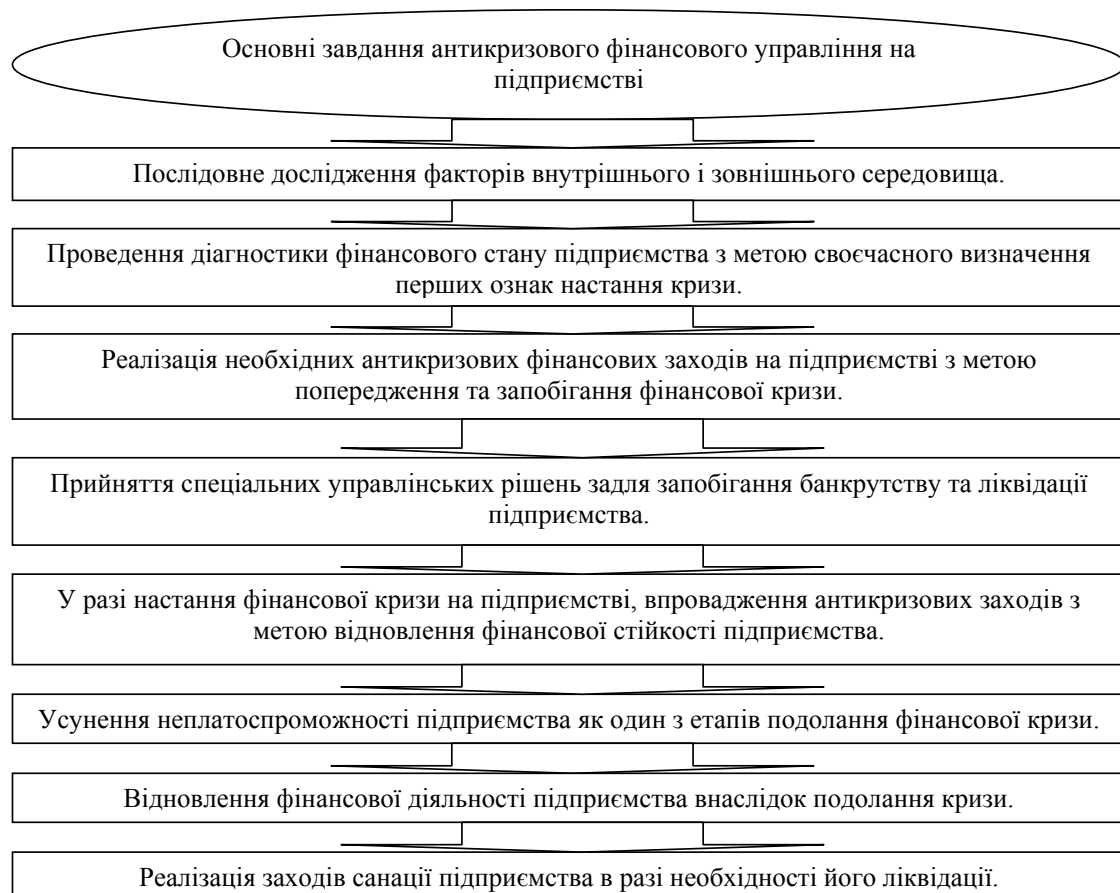 Основні завдання антикризового фінансового управління на
підприємстві
Послідовне дослідження факторів внутрішнього і зовнішнього середовища.
Проведення діагностики фінансового стану підприємства з метою своєчасного визначення
перших ознак настання кризи.
Реалізація необхідних антикризових фінансових заходів на підприємстві з метою
попередження та запобігання фінансової кризи.
Прийняття спеціальних управлінських рішень задля запобігання банкрутству та ліквідації
підприємства.
У разі настання фінансової кризи на підприємстві, впровадження антикризових заходів з
метою відновлення фінансової стійкості підприємства.
Усунення неплатоспроможності підприємства як один з етапів подолання фінансової кризи.
Відновлення фінансової діяльності підприємства внаслідок подолання кризи.
Реалізація заходів санації підприємства в разі необхідності його ліквідації.